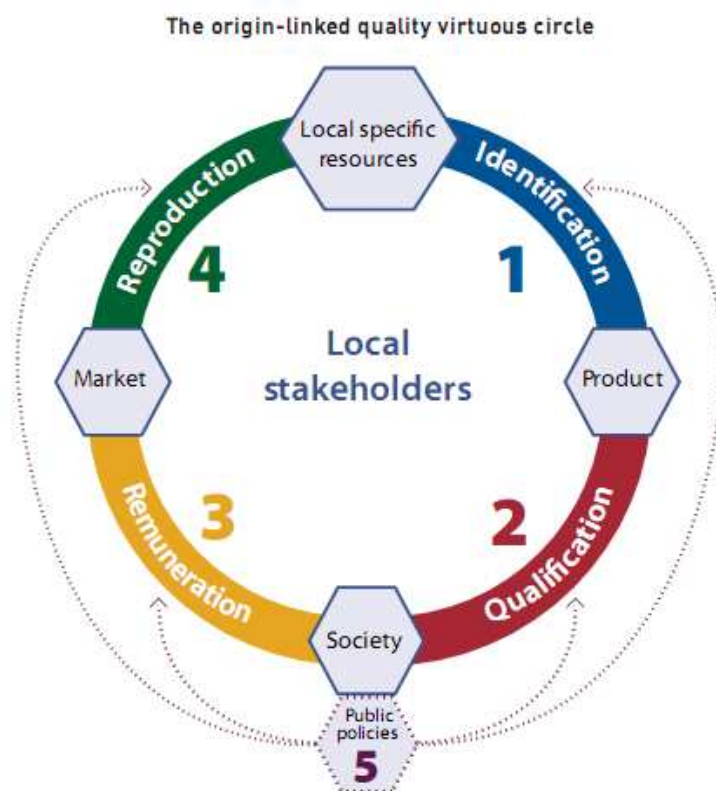 The origin-linked quality virtuous circle
Local specific
resources
Identification
1
Product
Qualification
2
Society
Remuneration
3
Market
Reproduction
4
Local
stakeholders
Public
policies
5